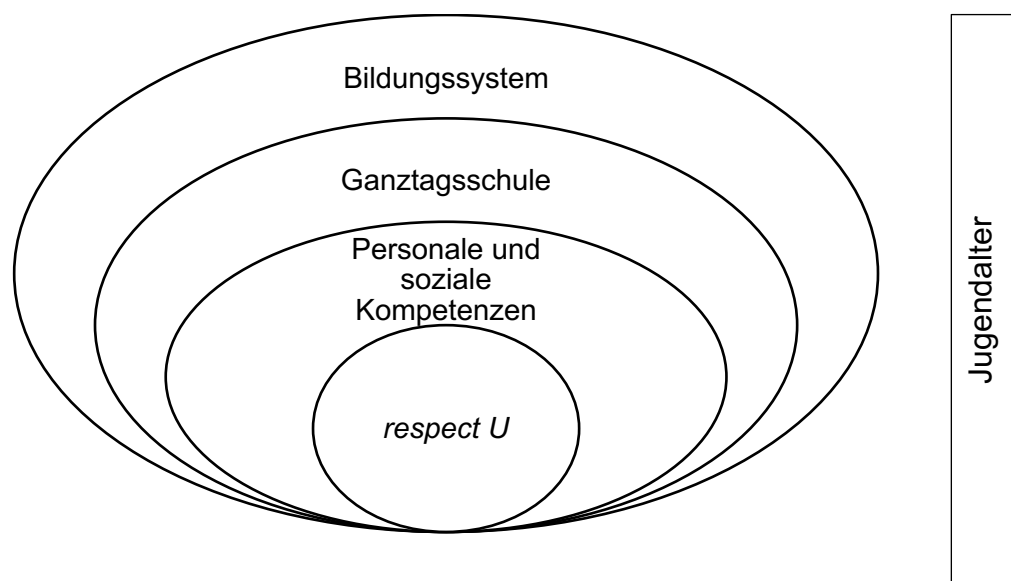 Bildungssystem
Ganztagsschule
Personale und
soziale
Kompetenzen
respect U
Jugendalter